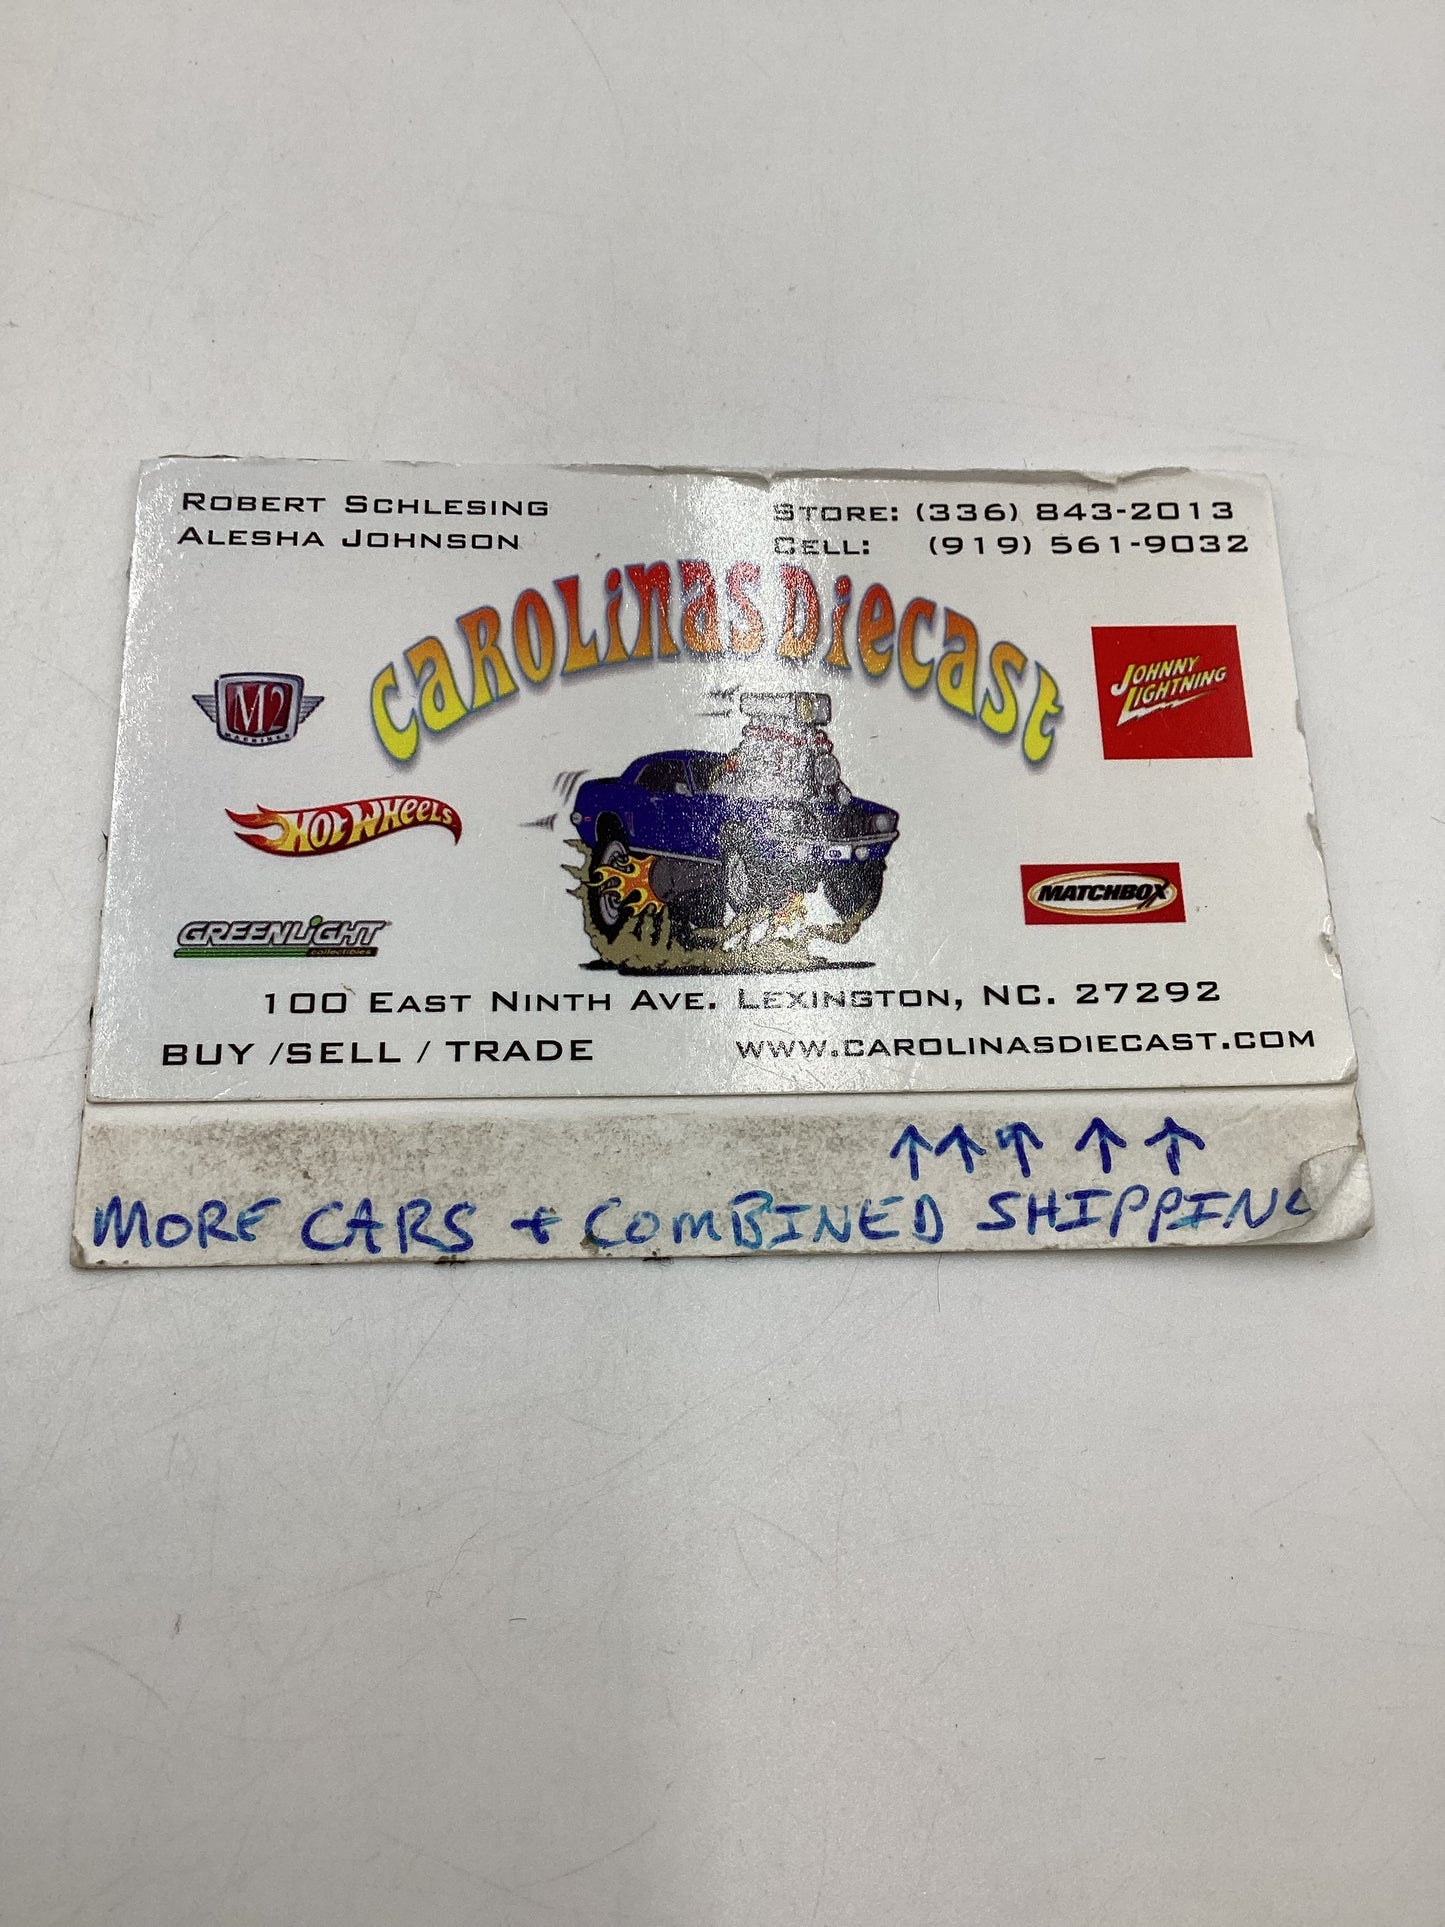 ROBERT SCHLESING
ALESHA JOHNSON
STORE: (336) 843-2013
CELL: (919) 561-9032
CAROLINAS DIECAST
M2
MACHINES
JOHNNY
LIGHTNING
HOT WHEELS
MATCHBOX
GREENLIGHT
collectibles
100 EAST NINTH AVE. LEXINGTON, NC. 27292
BUY /SELL / TRADE
WWW.CAROLINASDIECAST.COM
↑ ↑ ↑ ↑ ↑
MORE CARS + COMBINED SHIPPING